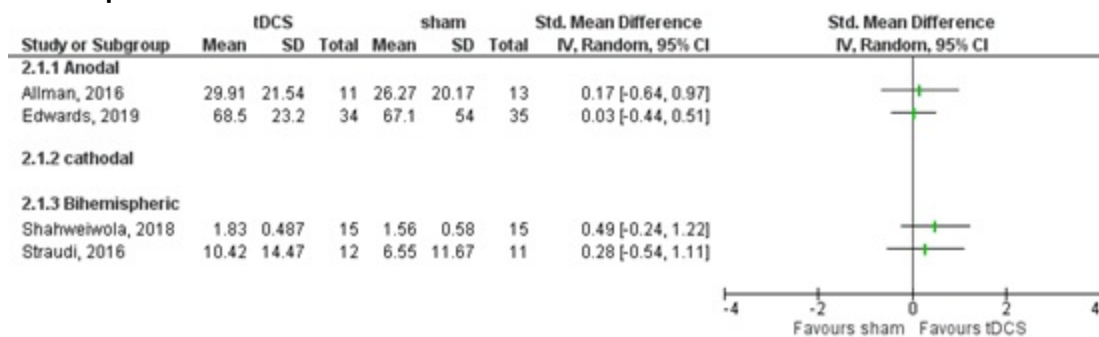 tDCS sham Std. Mean Difference Std. Mean Difference
Study or Subgroup Mean SD Total Mean SD Total IV, Random, 95% CI IV, Random, 95% CI
2.1.1 Anodal
Allman, 2016 29.91 21.54 11 26.27 20.17 13 0.17 [-0.64, 0.97]
Edwards, 2019 68.5 23.2 34 67.1 54 35 0.03 [-0.44, 0.51]
2.1.2 cathodal
2.1.3 Bihemispheric
Shahweiwola, 2018 1.83 0.487 15 1.56 0.58 15 0.49 [-0.24, 1.22]
Straudi, 2016 10.42 14.47 12 6.55 11.67 11 0.28 [-0.54, 1.11]
-4 -2 0 2 4
Favours sham Favours tDCS